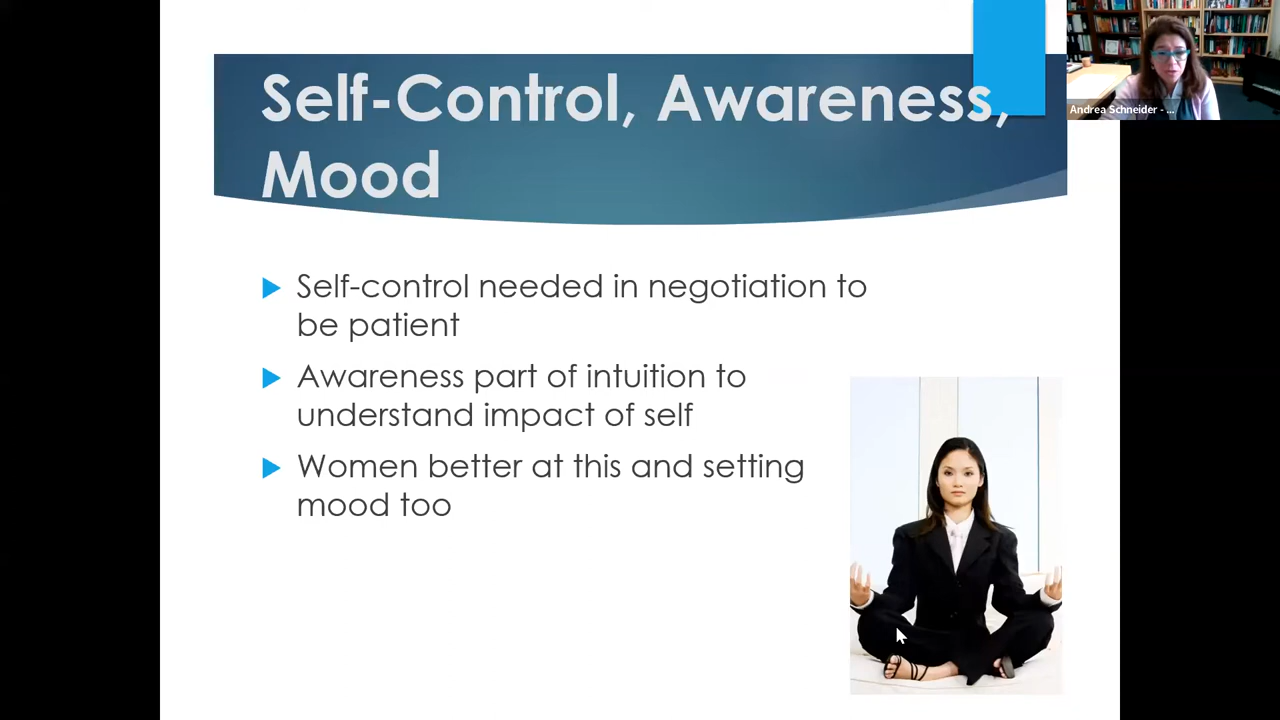 Self-Control, Awareness,
Mood
Andrea Schneider - ...
Self-control needed in negotiation to
be patient
Awareness part of intuition to
understand impact of self
Women better at this and setting
mood too